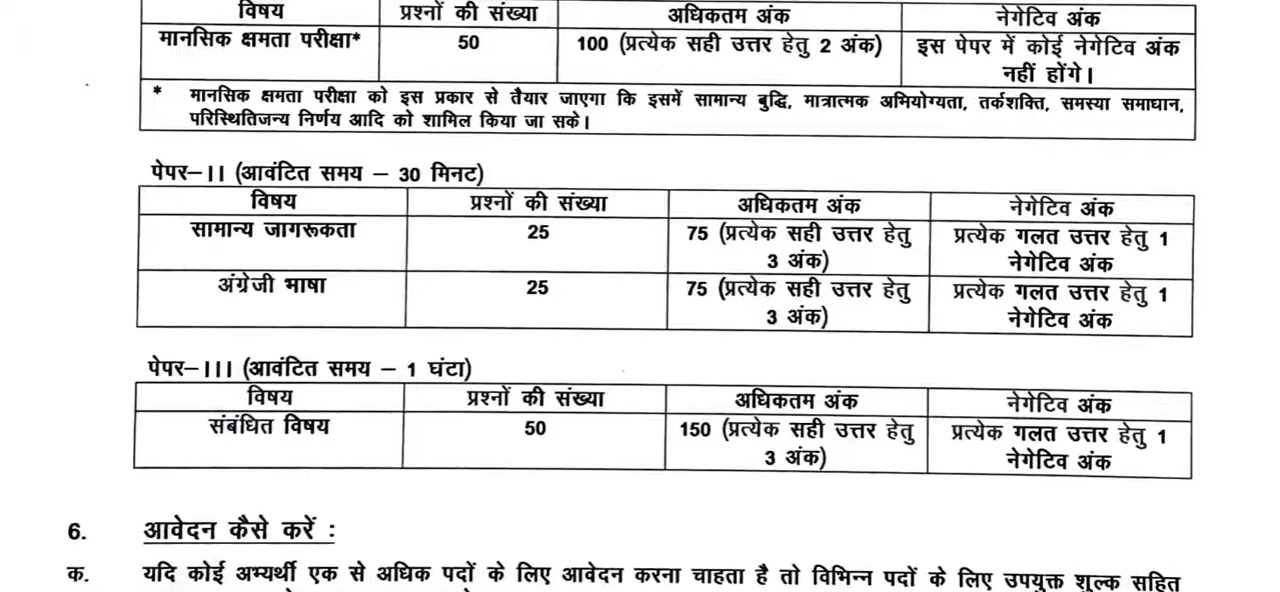 विषय प्रश्नों की संख्या अधिकतम अंक नेगेटिव अंक
मानसिक क्षमता परीक्षा* 50 100 (प्रत्येक सही उत्तर हेतु 2 अंक) इस पेपर में कोई नेगेटिव अंक
नहीं होंगे।
* मानसिक क्षमता परीक्षा को इस प्रकार से तैयार जाएगा कि इसमें सामान्य बुद्धि, मात्रात्मक अभियोग्यता, तर्कशक्ति, समस्या समाधान,
परिस्थितिजन्य निर्णय आदि को शामिल किया जा सके।
पेपर–II (आवंटित समय – 30 मिनट)
विषय प्रश्नों की संख्या अधिकतम अंक नेगेटिव अंक
सामान्य जागरूकता 25 75 (प्रत्येक सही उत्तर हेतु प्रत्येक गलत उत्तर हेतु 1
3 अंक) नेगेटिव अंक
अंग्रेजी भाषा 25 75 (प्रत्येक सही उत्तर हेतु प्रत्येक गलत उत्तर हेतु 1
3 अंक) नेगेटिव अंक
पेपर–III (आवंटित समय – 1 घंटा)
विषय प्रश्नों की संख्या अधिकतम अंक नेगेटिव अंक
संबंधित विषय 50 150 (प्रत्येक सही उत्तर हेतु प्रत्येक गलत उत्तर हेतु 1
3 अंक) नेगेटिव अंक
6. आवेदन कैसे करें :
क. यदि कोई अभ्यर्थी एक से अधिक पदों के लिए आवेदन करना चाहता है तो विभिन्न पदों के लिए उपयुक्त शुल्क सहित